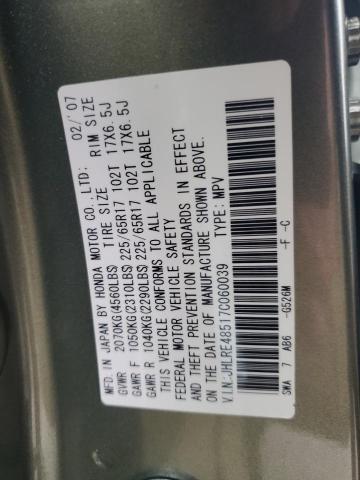 MFD. IN JAPAN BY HONDA MOTOR CO.,LTD. 02/'07
TIRE SIZE RIM SIZE
GVWR 2070KG(4560LBS)
GAWR F 1050KG(2310LBS) 225/65R17 102T 17X6.5J
GAWR R 1040KG(2290LBS) 225/65R17 102T 17X6.5J
THIS VEHICLE CONFORMS TO ALL APPLICABLE
FEDERAL MOTOR VEHICLE SAFETY
AND THEFT PREVENTION STANDARDS IN EFFECT
ON THE DATE OF MANUFACTURE SHOWN ABOVE.
VIN:JHLRE48517C060039 TYPE: MPV
SWA 7 AB6 -G526M -F -C